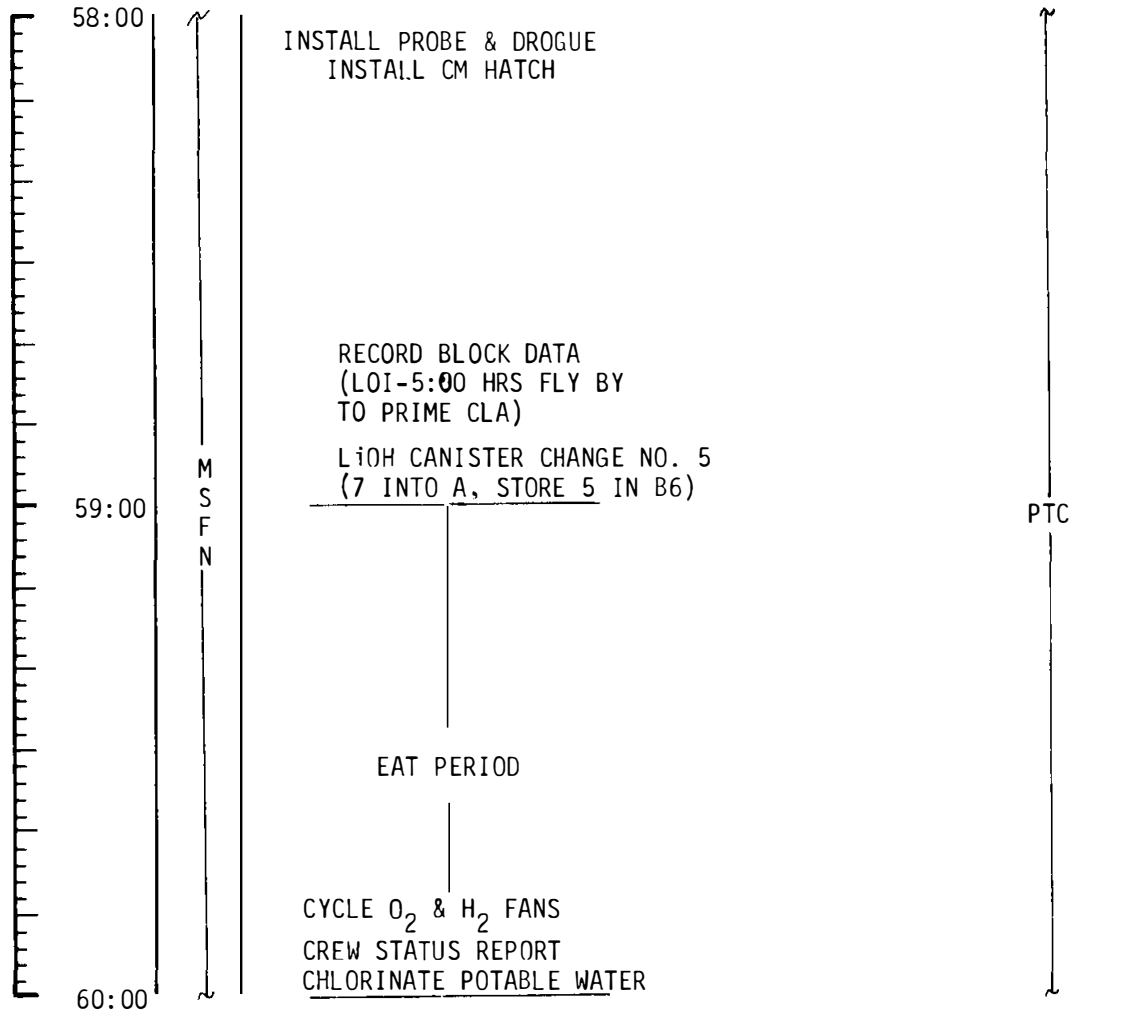 58:00
INSTALL PROBE & DROGUE
INSTALL CM HATCH
RECORD BLOCK DATA
(LOI-5:00 HRS FLY BY
TO PRIME CLA)
LiOH CANISTER CHANGE NO. 5
(7 INTO A, STORE 5 IN B6)
59:00
MSFN
PTC
EAT PERIOD
CYCLE O2 & H2 FANS
CREW STATUS REPORT
CHLORINATE POTABLE WATER
60:00